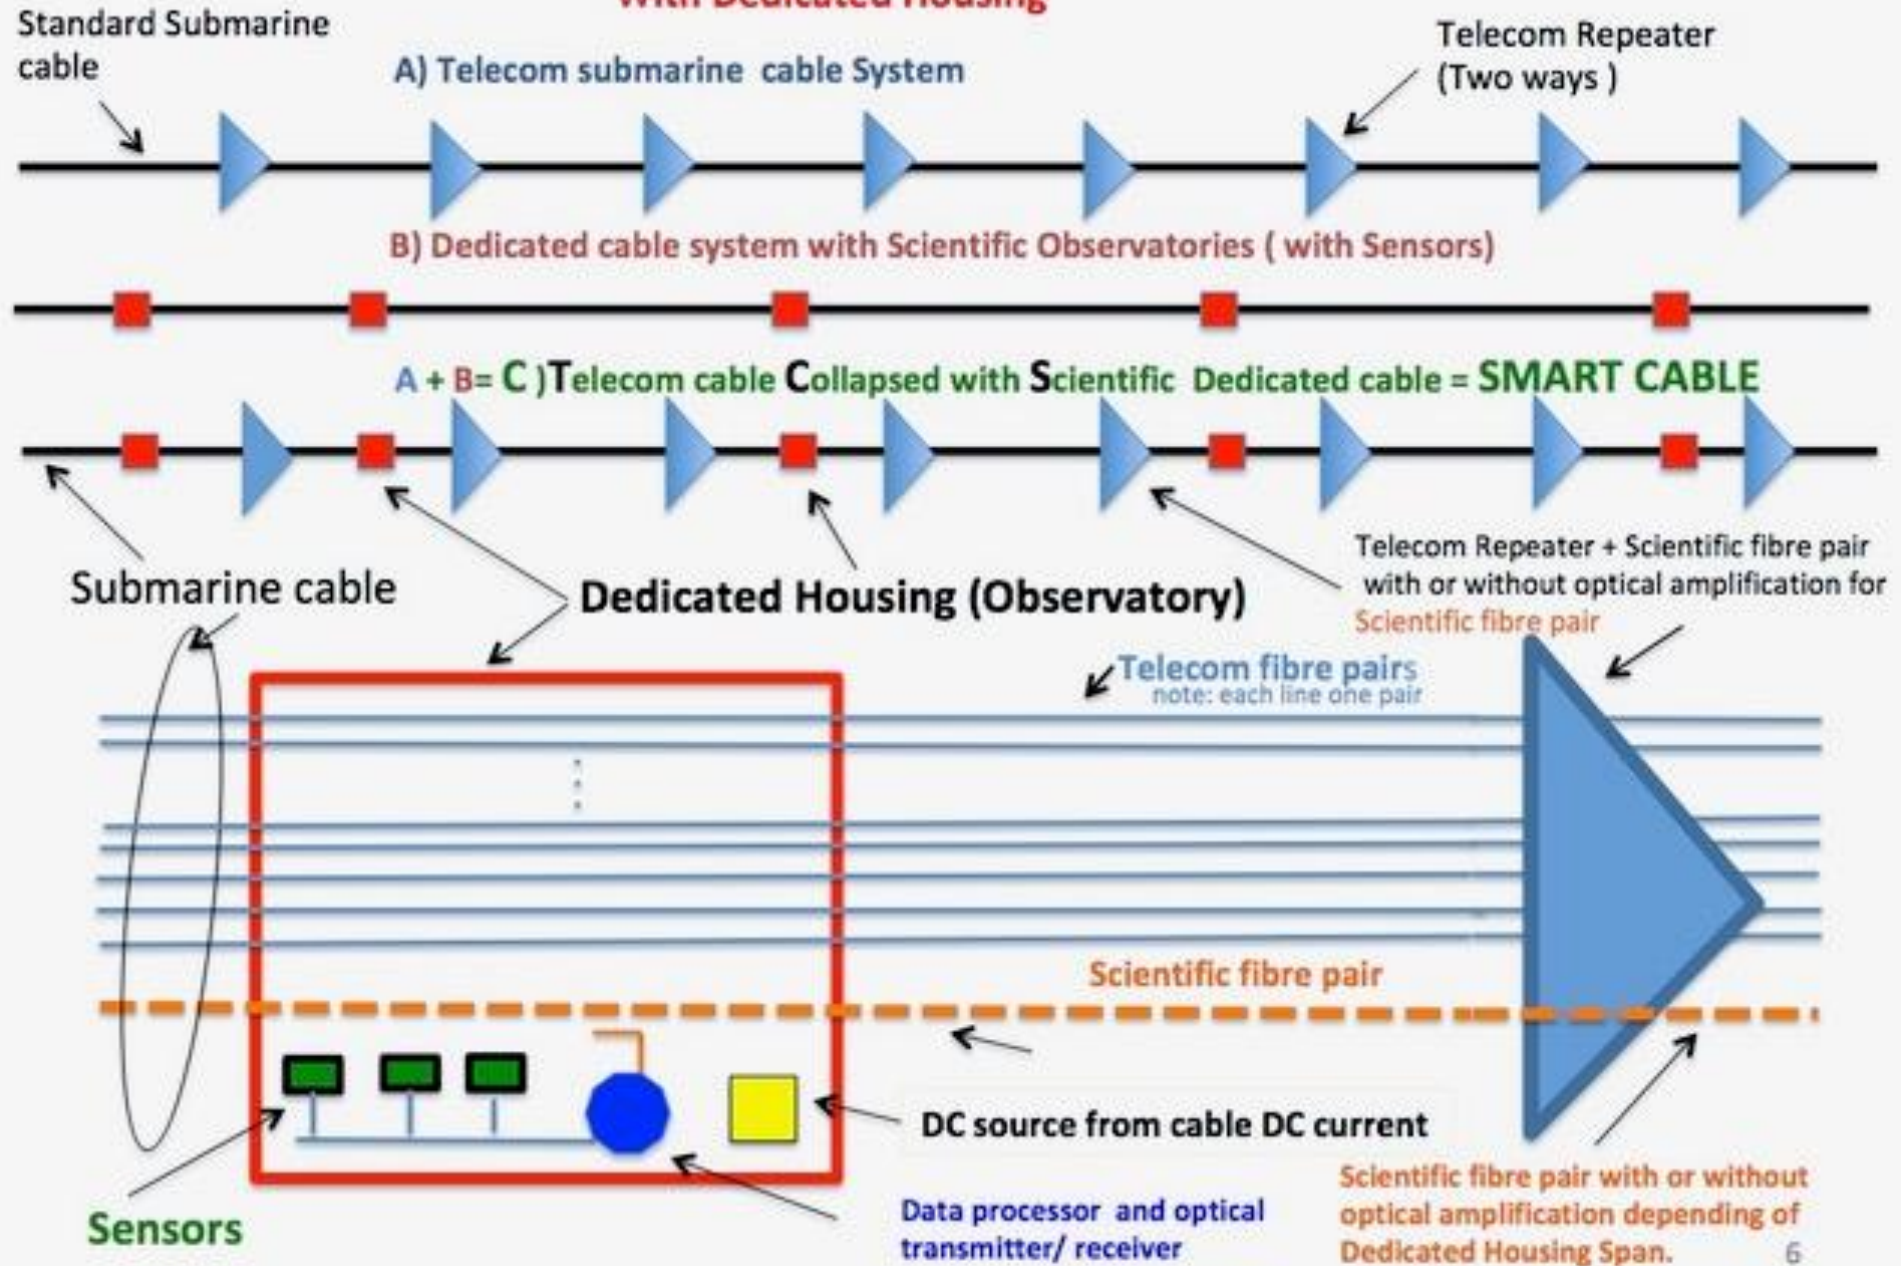 with Dedicated Housing
Standard Submarine
cable
A) Telecom submarine cable System
Telecom Repeater
(Two ways )
B) Dedicated cable system with Scientific Observatories ( with Sensors)
A + B= C )Telecom cable Collapsed with Scientific Dedicated cable = SMART CABLE
Submarine cable
Dedicated Housing (Observatory)
Telecom Repeater + Scientific fibre pair
with or without optical amplification for
Scientific fibre pair
Telecom fibre pairs
note: each line one pair
Scientific fibre pair
DC source from cable DC current
Sensors
Data processor and optical
transmitter/ receiver
Scientific fibre pair with or without
optical amplification depending of
Dedicated Housing Span.
6